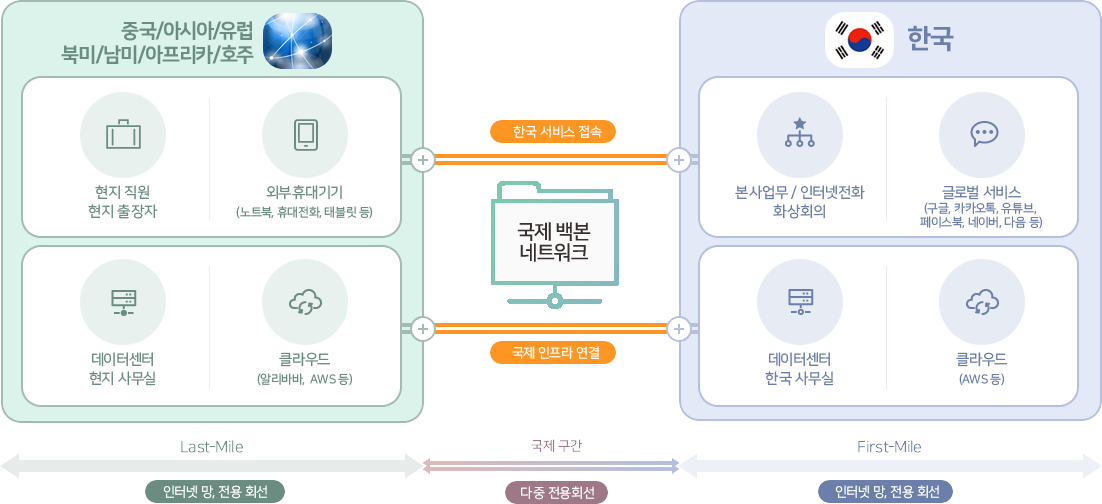 중국/아시아/유럽
북미/남미/아프리카/호주
현지 직원
현지 출장자
외부휴대기기
(노트북, 휴대전화, 태블릿 등)
데이터센터
현지 사무실
클라우드
(알리바바, AWS 등)
한국 서비스 접속
국제 백본
네트워크
국제 인프라 연결
한국
본사업무 / 인터넷전화
화상회의
글로벌 서비스
(구글, 카카오톡, 유튜브,
페이스북, 네이버, 다음 등)
데이터센터
한국 사무실
클라우드
(AWS 등)
Last-Mile
국제 구간
First-Mile
인터넷 망, 전용 회선
다중 전용회선
인터넷 망, 전용 회선